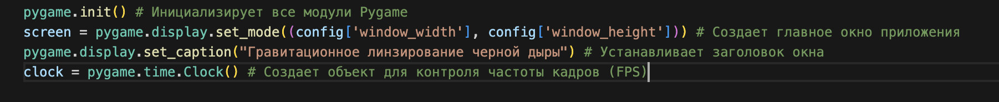 pygame.init() # Инициализирует все модули Pygame
screen = pygame.display.set_mode((config['window_width'], config['window_height'])) # Создает главное окно приложения
pygame.display.set_caption("Гравитационное линзирование черной дыры") # Устанавливает заголовок окна
clock = pygame.time.Clock() # Создает объект для контроля частоты кадров (FPS)